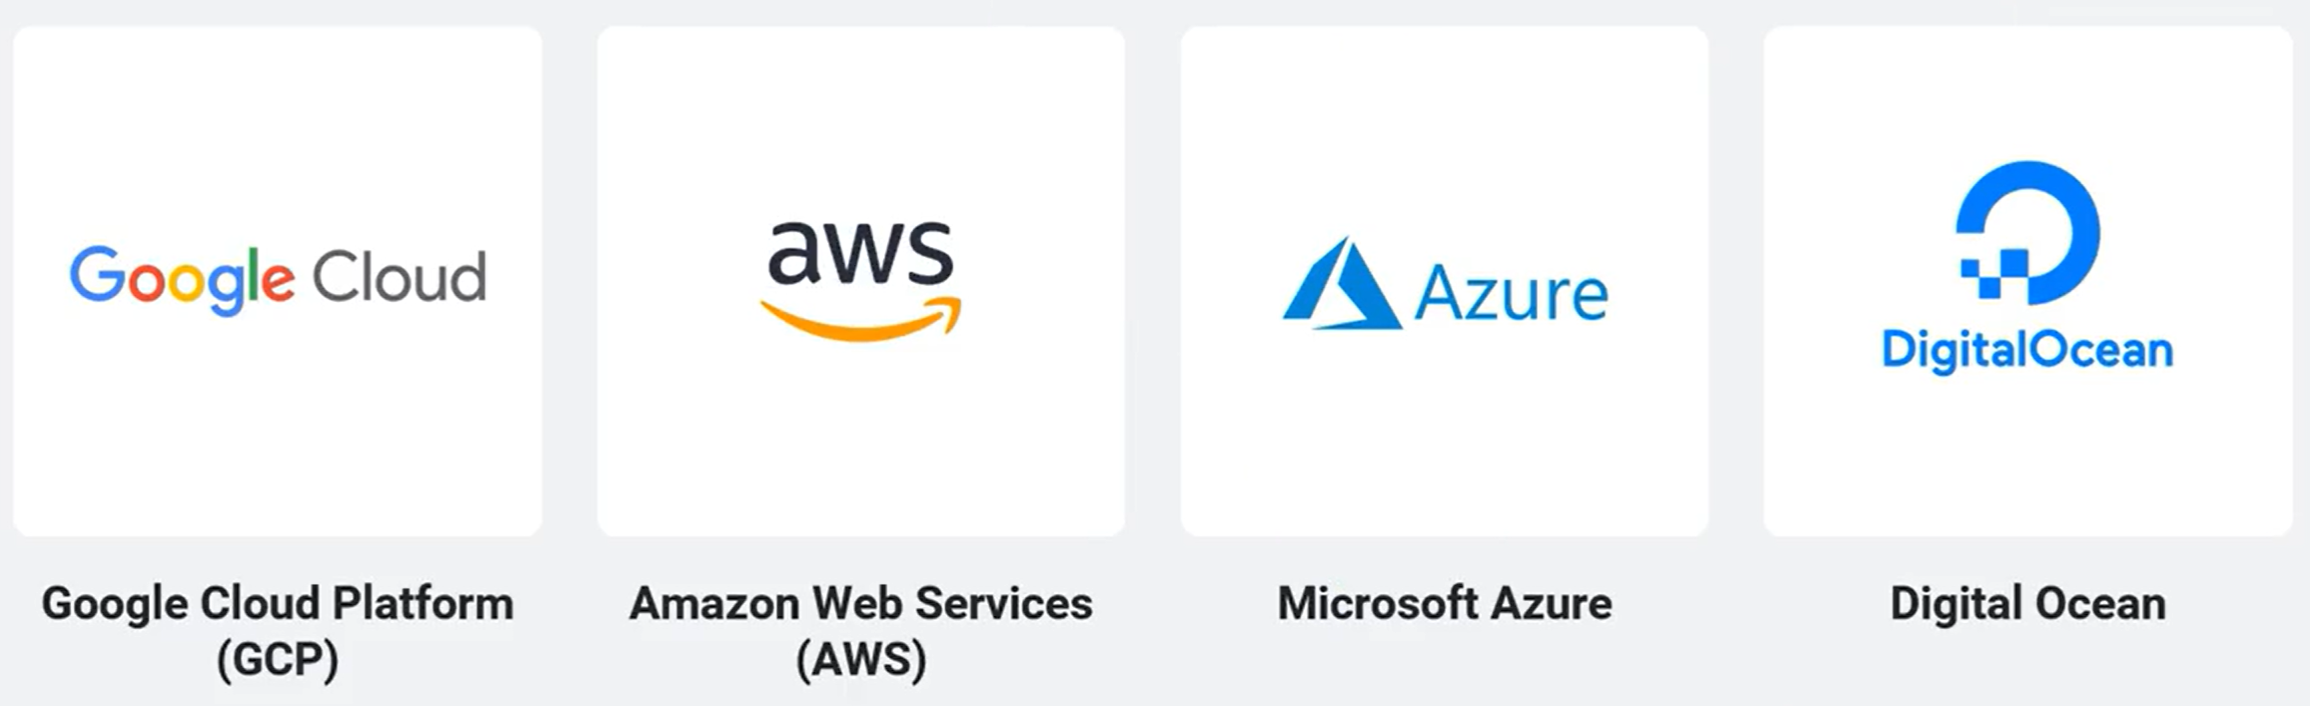 Google Cloud
aws
Azure
DigitalOcean
Google Cloud Platform
(GCP)
Amazon Web Services
(AWS)
Microsoft Azure
Digital Ocean